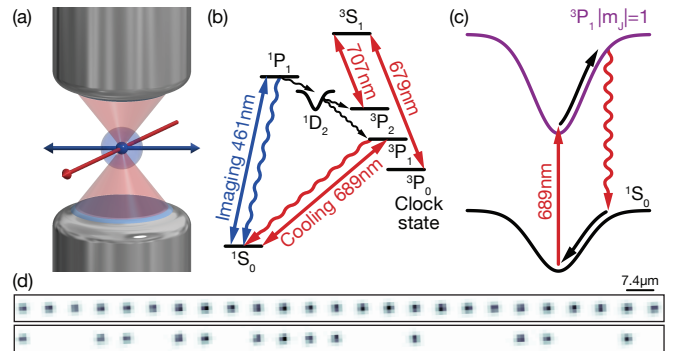 (a)
(b)
³S₁
¹P₁
707nm
679nm
¹D₂
³P₂
³P₁
³P₀
Clock
state
Imaging 461nm
Cooling 689nm
¹S₀
(c)
³P₁ |mⱼ|=1
689nm
¹S₀
(d)
7.4µm